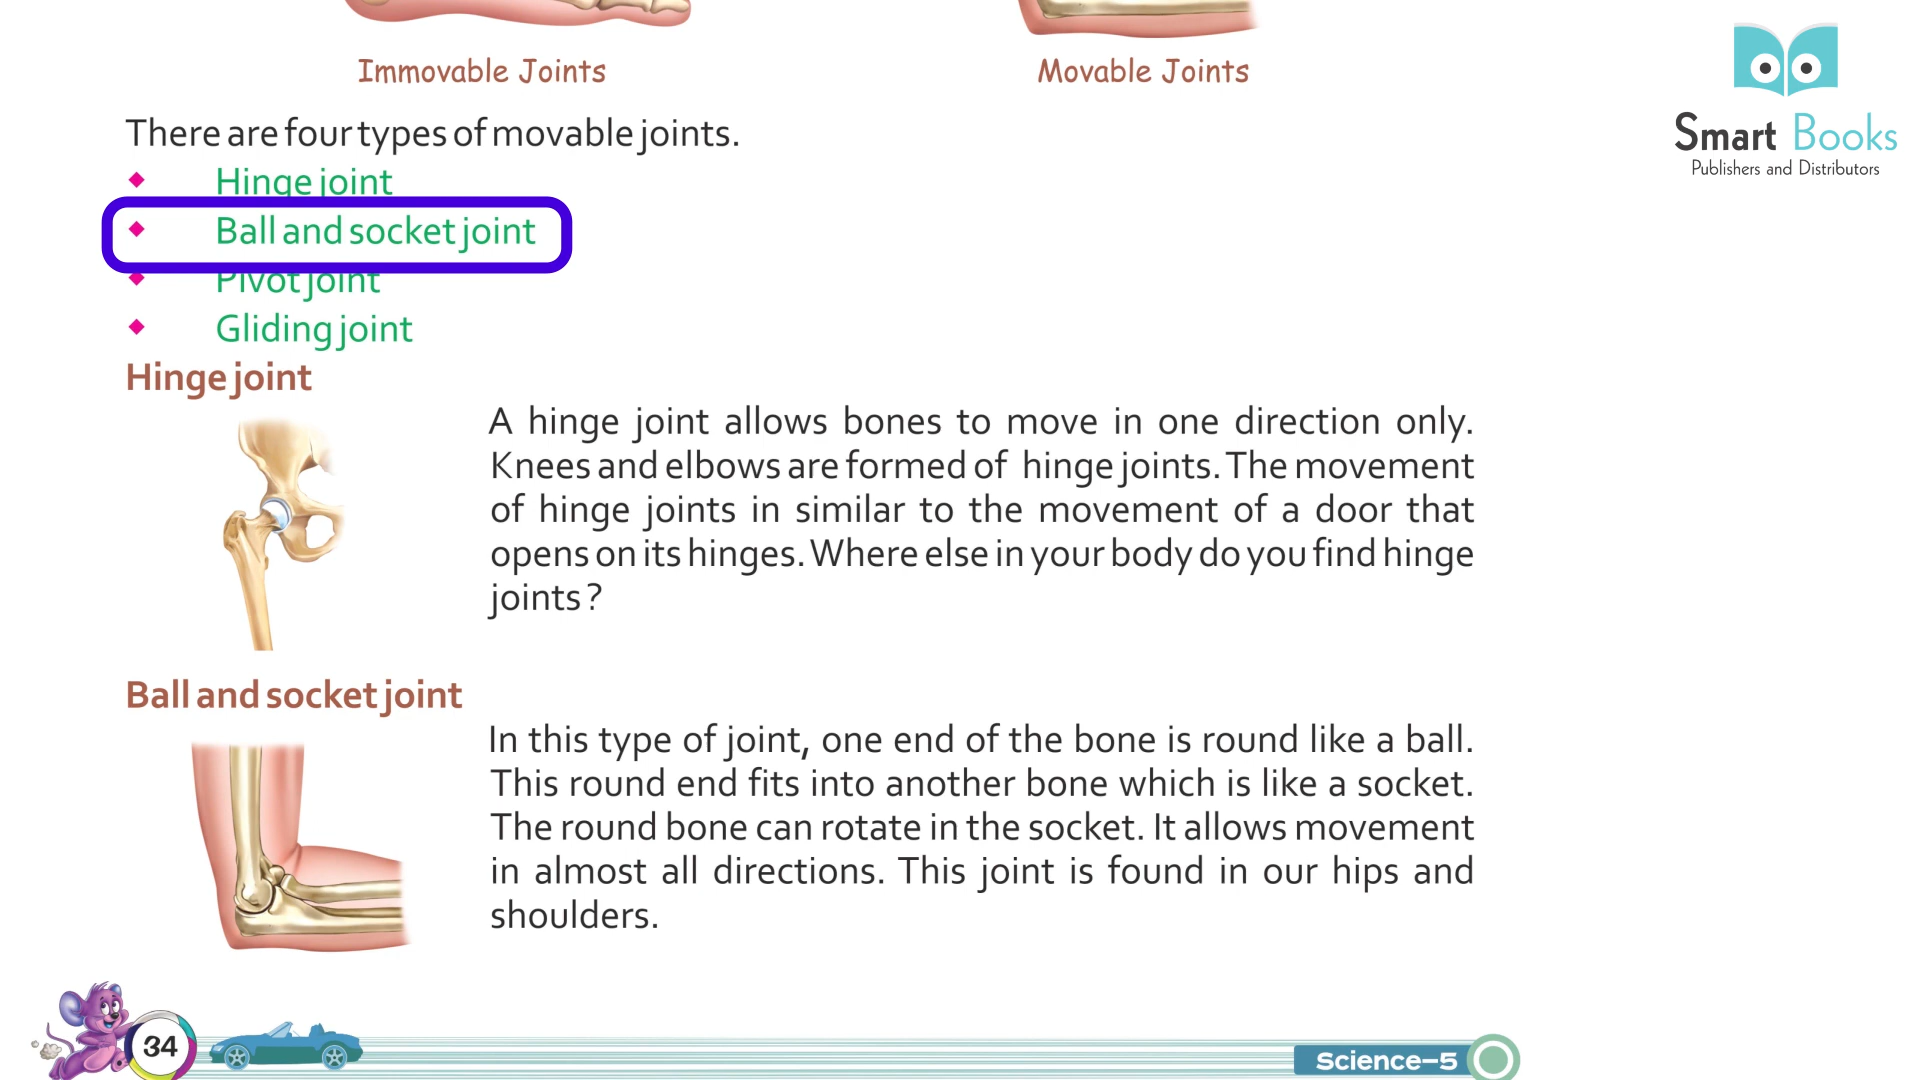 Immovable Joints
Movable Joints
Smart Books
Publishers and Distributors
There are four types of movable joints.
Hinge joint
Ball and socket joint
Pivot joint
Gliding joint
Hinge joint
A hinge joint allows bones to move in one direction only.
Knees and elbows are formed of hinge joints. The movement
of hinge joints in similar to the movement of a door that
opens on its hinges. Where else in your body do you find hinge
joints ?
Ball and socket joint
In this type of joint, one end of the bone is round like a ball.
This round end fits into another bone which is like a socket.
The round bone can rotate in the socket. It allows movement
in almost all directions. This joint is found in our hips and
shoulders.
34
Science–5